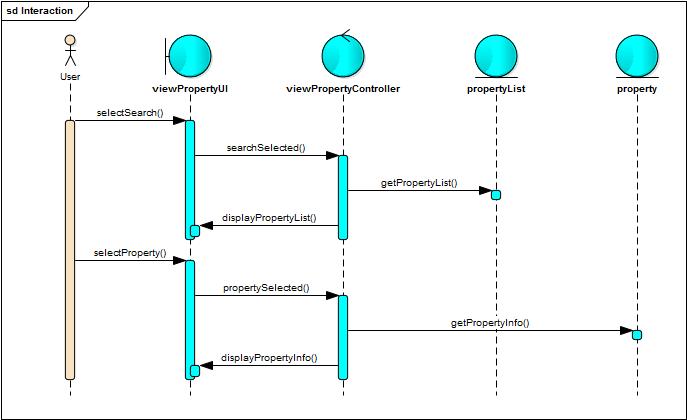 sd Interaction
User
viewPropertyUI
viewPropertyController
propertyList
property
selectSearch()
searchSelected()
getPropertyList()
displayPropertyList()
selectProperty()
propertySelected()
getPropertyInfo()
displayPropertyInfo()